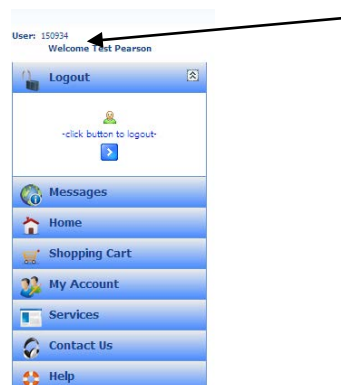 User: 150934
Welcome Test Pearson
Logout
-click button to logout-
Messages
Home
Shopping Cart
My Account
Services
Contact Us
Help